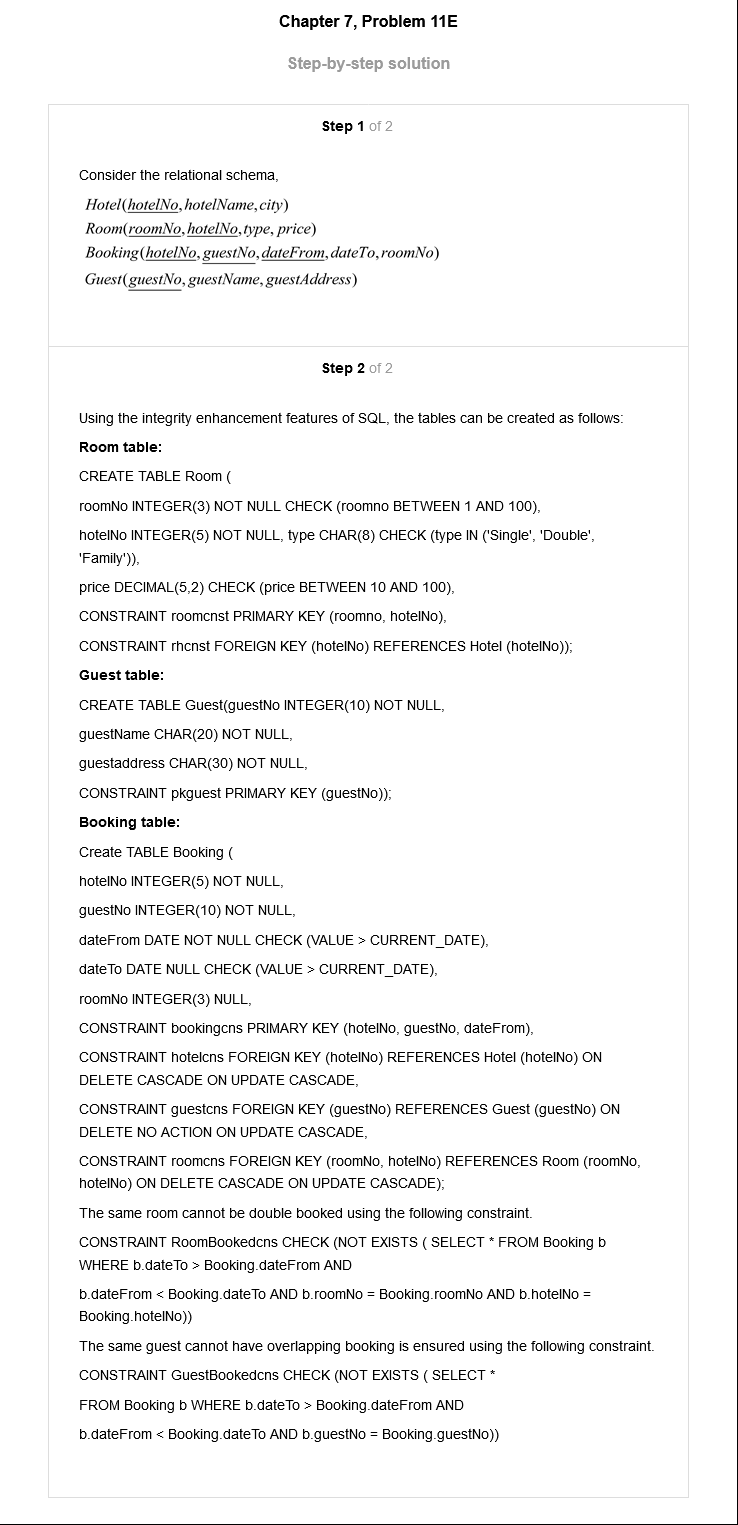 Chapter 7, Problem 11E
Step-by-step solution
Step 1 of 2
Consider the relational schema,
Hotel(hotelNo, hotelName, city)
Room(roomNo, hotelNo, type, price)
Booking(hotelNo, guestNo, dateFrom, dateTo, roomNo)
Guest(guestNo, guestName, guestAddress)
Step 2 of 2
Using the integrity enhancement features of SQL, the tables can be created as follows:
Room table:
CREATE TABLE Room (
roomNo INTEGER(3) NOT NULL CHECK (roomno BETWEEN 1 AND 100),
hotelNo INTEGER(5) NOT NULL, type CHAR(8) CHECK (type IN ('Single', 'Double',
'Family')),
price DECIMAL(5,2) CHECK (price BETWEEN 10 AND 100),
CONSTRAINT roomcnst PRIMARY KEY (roomno, hotelNo),
CONSTRAINT rhcnst FOREIGN KEY (hotelNo) REFERENCES Hotel (hotelNo));
Guest table:
CREATE TABLE Guest(guestNo INTEGER(10) NOT NULL,
guestName CHAR(20) NOT NULL,
guestaddress CHAR(30) NOT NULL,
CONSTRAINT pkguest PRIMARY KEY (guestNo));
Booking table:
Create TABLE Booking (
hotelNo INTEGER(5) NOT NULL,
guestNo INTEGER(10) NOT NULL,
dateFrom DATE NOT NULL CHECK (VALUE > CURRENT_DATE),
dateTo DATE NULL CHECK (VALUE > CURRENT_DATE),
roomNo INTEGER(3) NULL,
CONSTRAINT bookingcns PRIMARY KEY (hotelNo, guestNo, dateFrom),
CONSTRAINT hotelcns FOREIGN KEY (hotelNo) REFERENCES Hotel (hotelNo) ON
DELETE CASCADE ON UPDATE CASCADE,
CONSTRAINT guestcns FOREIGN KEY (guestNo) REFERENCES Guest (guestNo) ON
DELETE NO ACTION ON UPDATE CASCADE,
CONSTRAINT roomcns FOREIGN KEY (roomNo, hotelNo) REFERENCES Room (roomNo,
hotelNo) ON DELETE CASCADE ON UPDATE CASCADE);
The same room cannot be double booked using the following constraint.
CONSTRAINT RoomBookedcns CHECK (NOT EXISTS ( SELECT * FROM Booking b
WHERE b.dateTo > Booking.dateFrom AND
b.dateFrom < Booking.dateTo AND b.roomNo = Booking.roomNo AND b.hotelNo =
Booking.hotelNo))
The same guest cannot have overlapping booking is ensured using the following constraint.
CONSTRAINT GuestBookedcns CHECK (NOT EXISTS ( SELECT *
FROM Booking b WHERE b.dateTo > Booking.dateFrom AND
b.dateFrom < Booking.dateTo AND b.guestNo = Booking.guestNo))